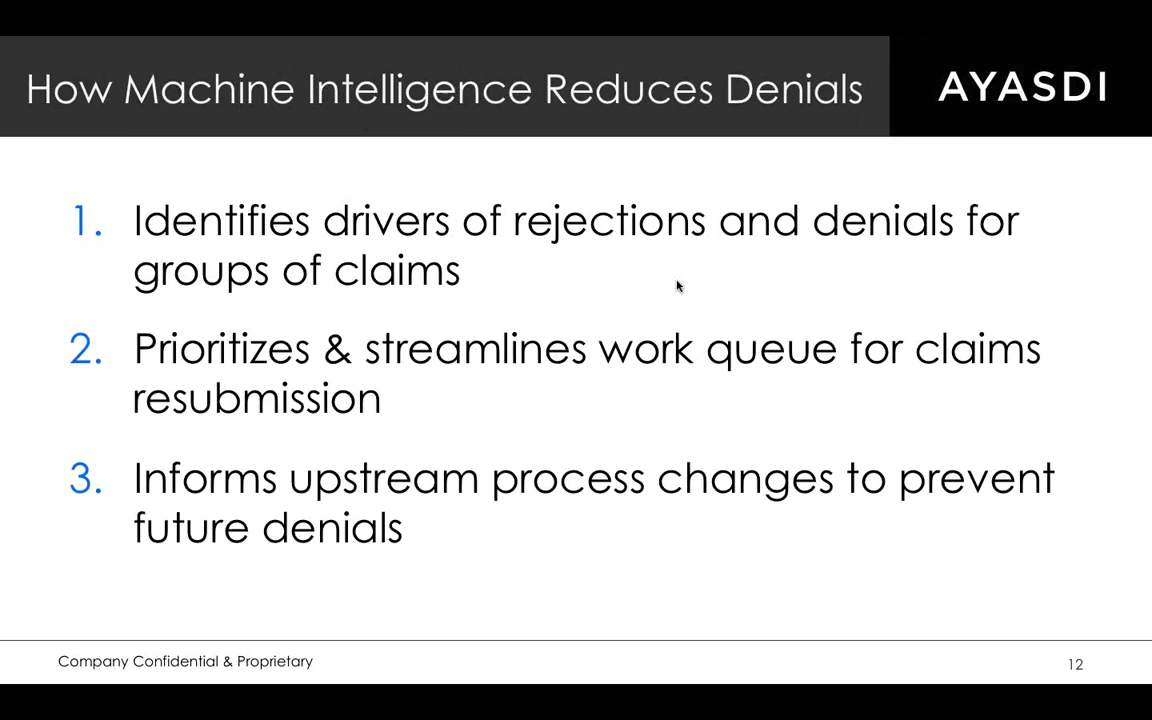 How Machine Intelligence Reduces Denials
AYASDI
1. Identifies drivers of rejections and denials for
groups of claims
2. Prioritizes & streamlines work queue for claims
resubmission
3. Informs upstream process changes to prevent
future denials
Company Confidential & Proprietary
12